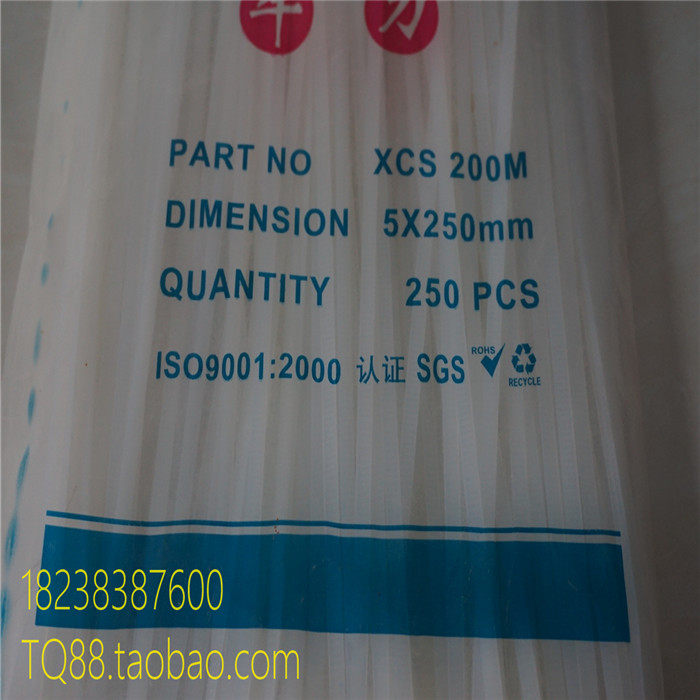 PART NO XCS 200M
DIMENSION 5X250mm
QUANTITY 250 PCS
ISO9001:2000 认证 SGS ROHS RECYCLE
18238387600
TQ88.taobao.com